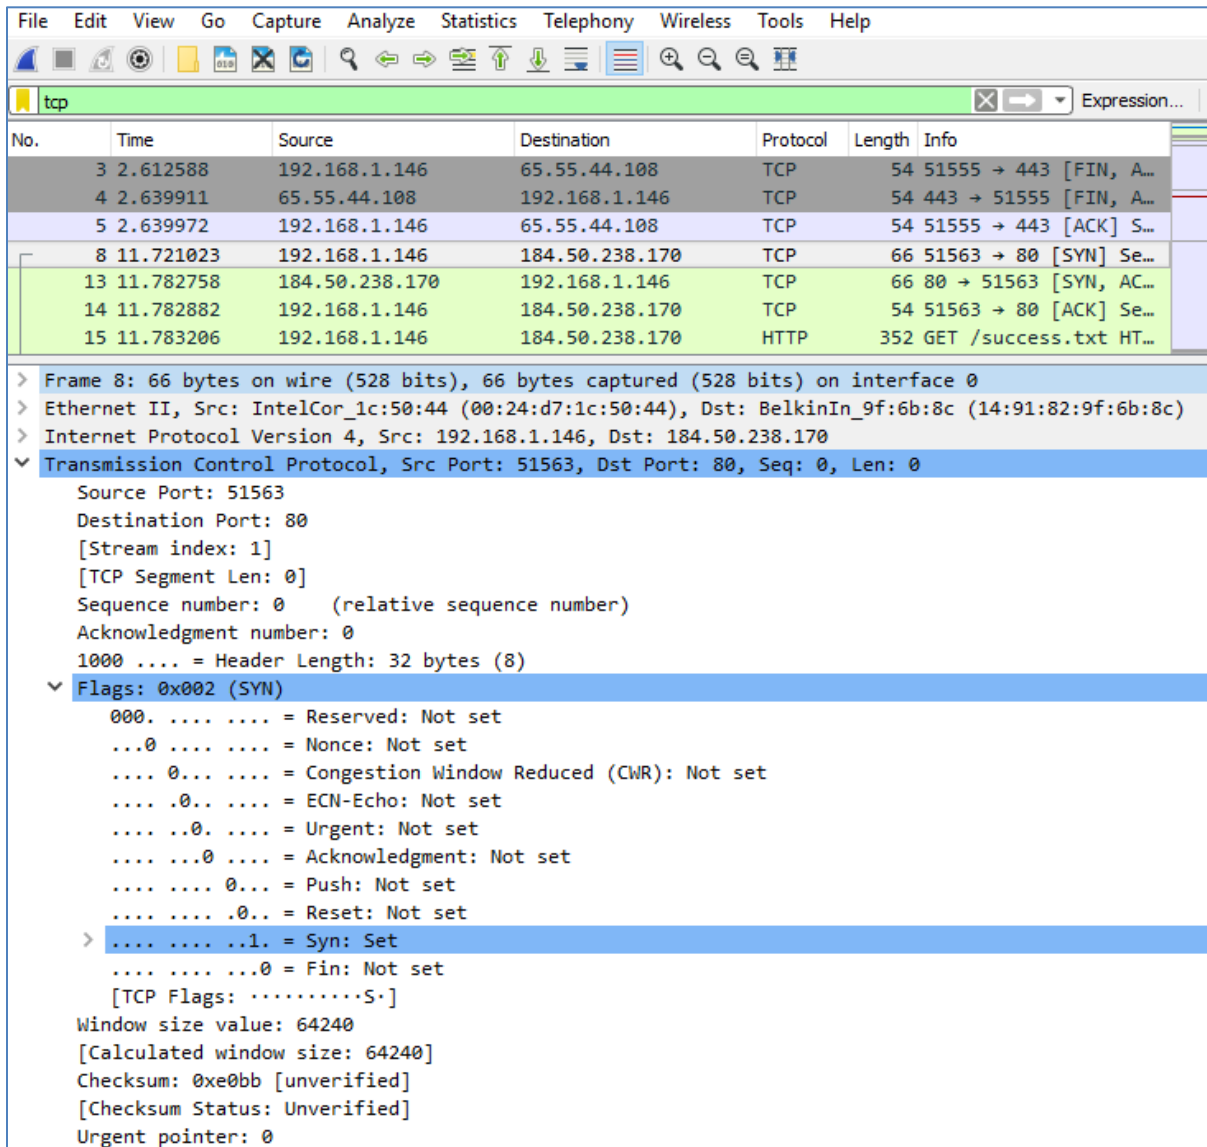 File Edit View Go Capture Analyze Statistics Telephony Wireless Tools Help
tcp Expression...
No. Time Source Destination Protocol Length Info
3 2.612588 192.168.1.146 65.55.44.108 TCP 54 51555 → 443 [FIN, A…
4 2.639911 65.55.44.108 192.168.1.146 TCP 54 443 → 51555 [FIN, A…
5 2.639972 192.168.1.146 65.55.44.108 TCP 54 51555 → 443 [ACK] S…
8 11.721023 192.168.1.146 184.50.238.170 TCP 66 51563 → 80 [SYN] Se…
13 11.782758 184.50.238.170 192.168.1.146 TCP 66 80 → 51563 [SYN, AC…
14 11.782882 192.168.1.146 184.50.238.170 TCP 54 51563 → 80 [ACK] Se…
15 11.783206 192.168.1.146 184.50.238.170 HTTP 352 GET /success.txt HT…
Frame 8: 66 bytes on wire (528 bits), 66 bytes captured (528 bits) on interface 0
Ethernet II, Src: IntelCor_1c:50:44 (00:24:d7:1c:50:44), Dst: BelkinIn_9f:6b:8c (14:91:82:9f:6b:8c)
Internet Protocol Version 4, Src: 192.168.1.146, Dst: 184.50.238.170
Transmission Control Protocol, Src Port: 51563, Dst Port: 80, Seq: 0, Len: 0
Source Port: 51563
Destination Port: 80
[Stream index: 1]
[TCP Segment Len: 0]
Sequence number: 0 (relative sequence number)
Acknowledgment number: 0
1000 .... = Header Length: 32 bytes (8)
Flags: 0x002 (SYN)
000. .... .... = Reserved: Not set
...0 .... .... = Nonce: Not set
.... 0... .... = Congestion Window Reduced (CWR): Not set
.... .0.. .... = ECN-Echo: Not set
.... ..0. .... = Urgent: Not set
.... ...0 .... = Acknowledgment: Not set
.... .... 0... = Push: Not set
.... .... .0.. = Reset: Not set
.... .... ..1. = Syn: Set
.... .... ...0 = Fin: Not set
[TCP Flags: ··········S·]
Window size value: 64240
[Calculated window size: 64240]
Checksum: 0xe0bb [unverified]
[Checksum Status: Unverified]
Urgent pointer: 0